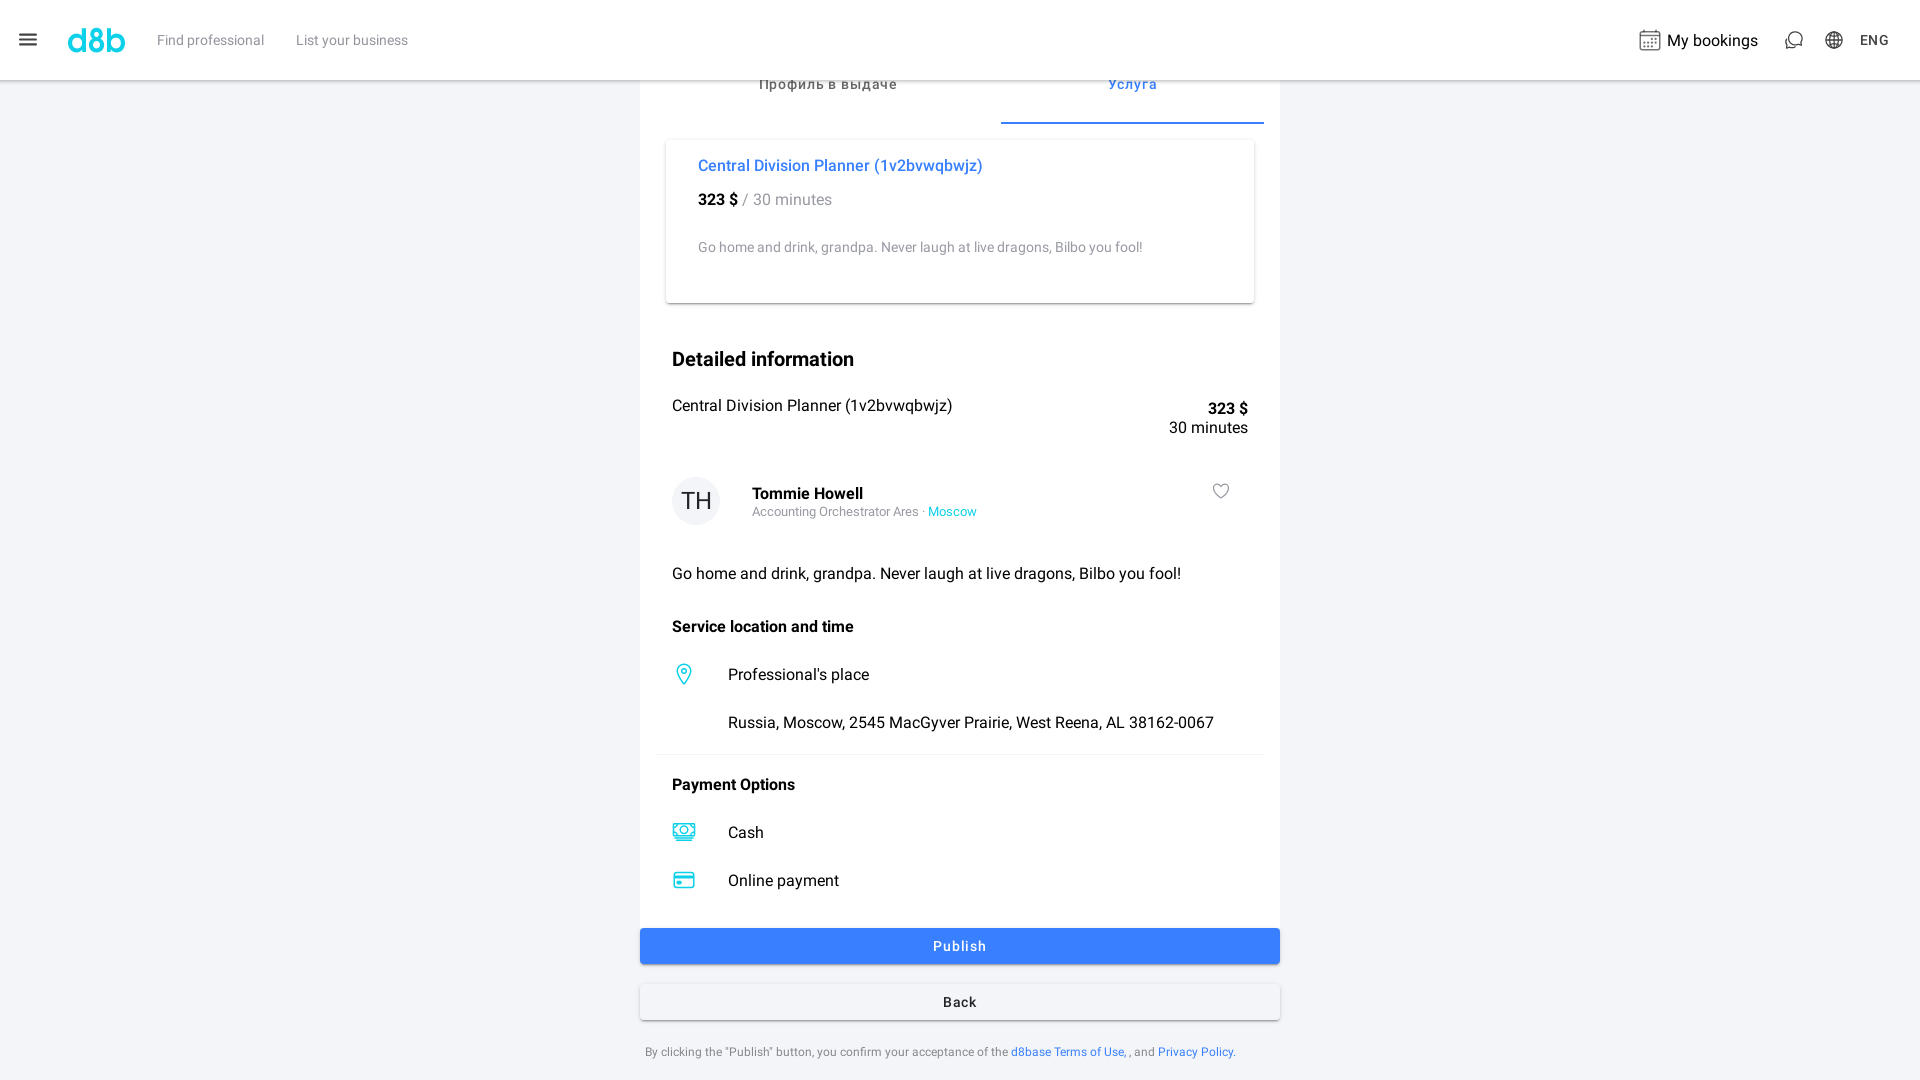 d8b
Find professional
List your business
My bookings
ENG
Профиль в выдаче
Услуга
Central Division Planner (1v2bvwqbwjz)
323 $ / 30 minutes
Go home and drink, grandpa. Never laugh at live dragons, Bilbo you fool!
Detailed information
Central Division Planner (1v2bvwqbwjz)
323 $
30 minutes
TH
Tommie Howell
Accounting Orchestrator Ares · Moscow
Go home and drink, grandpa. Never laugh at live dragons, Bilbo you fool!
Service location and time
Professional's place
Russia, Moscow, 2545 MacGyver Prairie, West Reena, AL 38162-0067
Payment Options
Cash
Online payment
Publish
Back
By clicking the "Publish" button, you confirm your acceptance of the d8base Terms of Use, , and Privacy Policy.